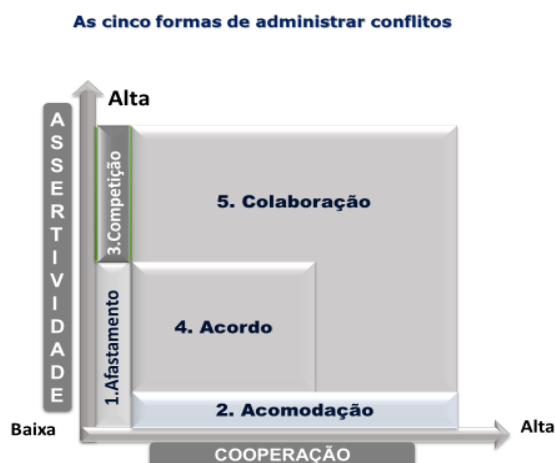 As cinco formas de administrar conflitos
Alta
ASSERTIVIDADE
3.Competição
5. Colaboração
1.Afastamento
4. Acordo
2. Acomodação
Baixa
Alta
COOPERAÇÃO